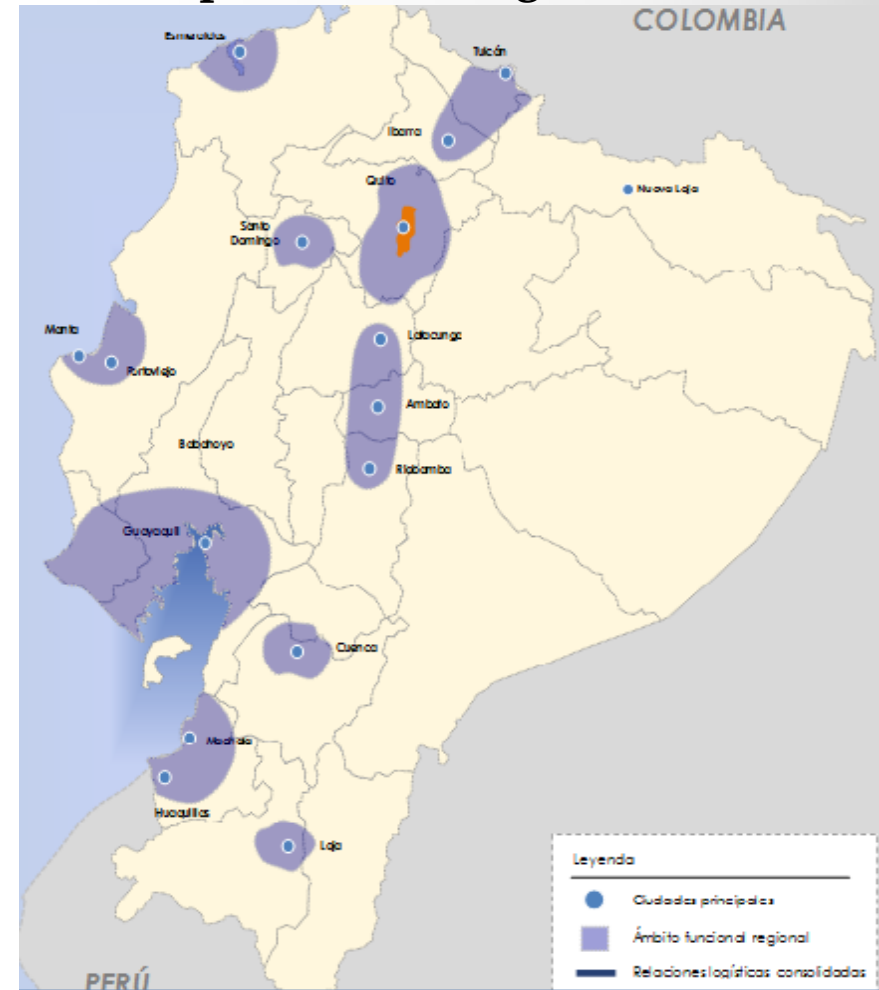 COLOMBIA
Esmeraldas
Tulcán
Ibarra
Quito
Nueva Loja
Santo
Domingo
Manta
Portoviejo
Latacunga
Ambato
Babahoyo
Riobamba
Guayaquil
Cuenca
Machala
Huaquillas
Loja
PERÚ
Leyenda
Ciudades principales
Ámbito funcional regional
Relaciones logísticas consolidadas